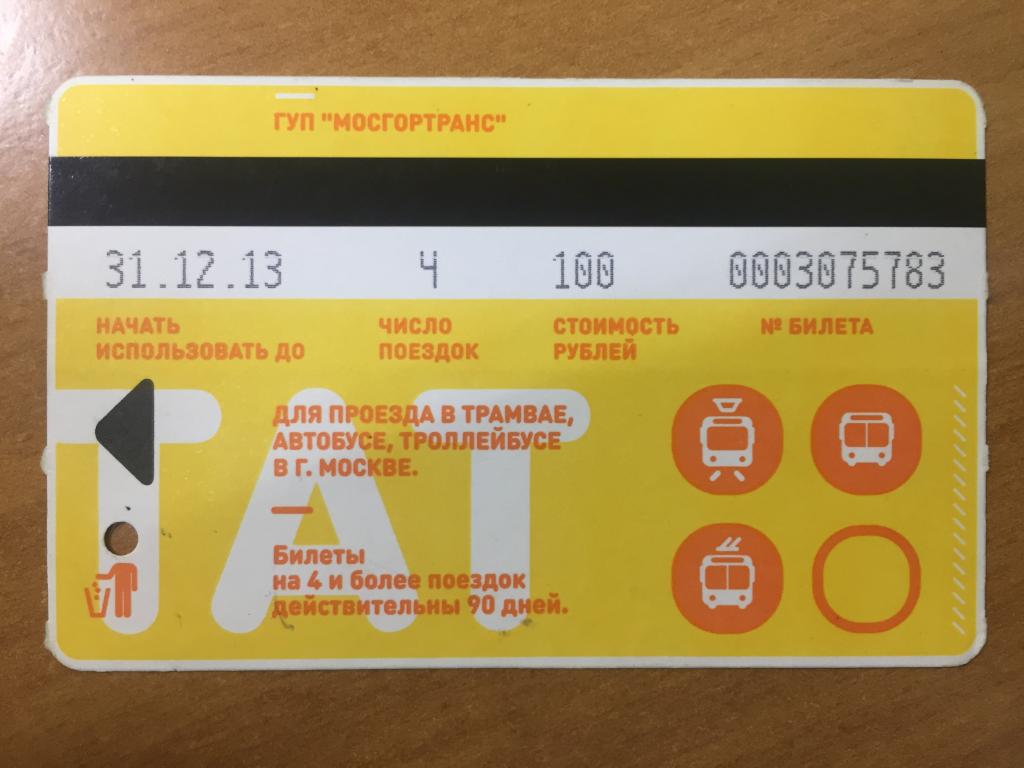 ГУП "МОСГОРТРАНС"
31.12.13 4 100 0003075783
НАЧАТЬ
ИСПОЛЬЗОВАТЬ ДО
ЧИСЛО
ПОЕЗДОК
СТОИМОСТЬ
РУБЛЕЙ
№ БИЛЕТА
ТАТ
ДЛЯ ПРОЕЗДА В ТРАМВАЕ,
АВТОБУСЕ, ТРОЛЛЕЙБУСЕ
В Г. МОСКВЕ.
Билеты
на 4 и более поездок
действительны 90 дней.